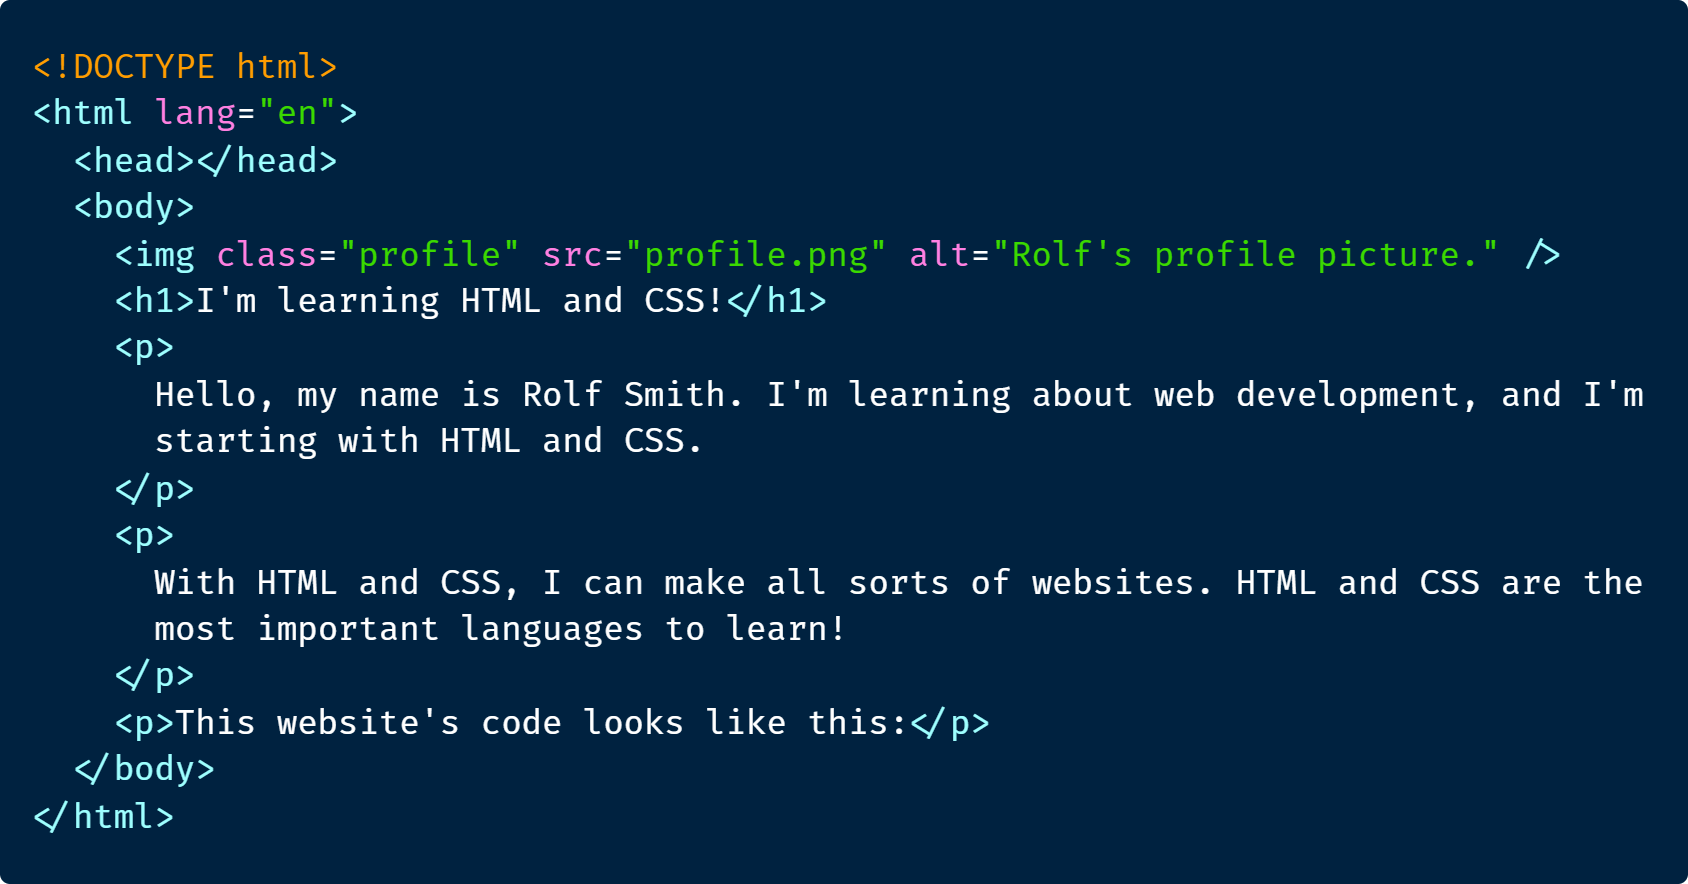 <!DOCTYPE html>
<html lang="en">
  <head></head>
  <body>
    <img class="profile" src="profile.png" alt="Rolf's profile picture." />
    <h1>I'm learning HTML and CSS!</h1>
    <p>
      Hello, my name is Rolf Smith. I'm learning about web development, and I'm
      starting with HTML and CSS.
    </p>
    <p>
      With HTML and CSS, I can make all sorts of websites. HTML and CSS are the
      most important languages to learn!
    </p>
    <p>This website's code looks like this:</p>
  </body>
</html>